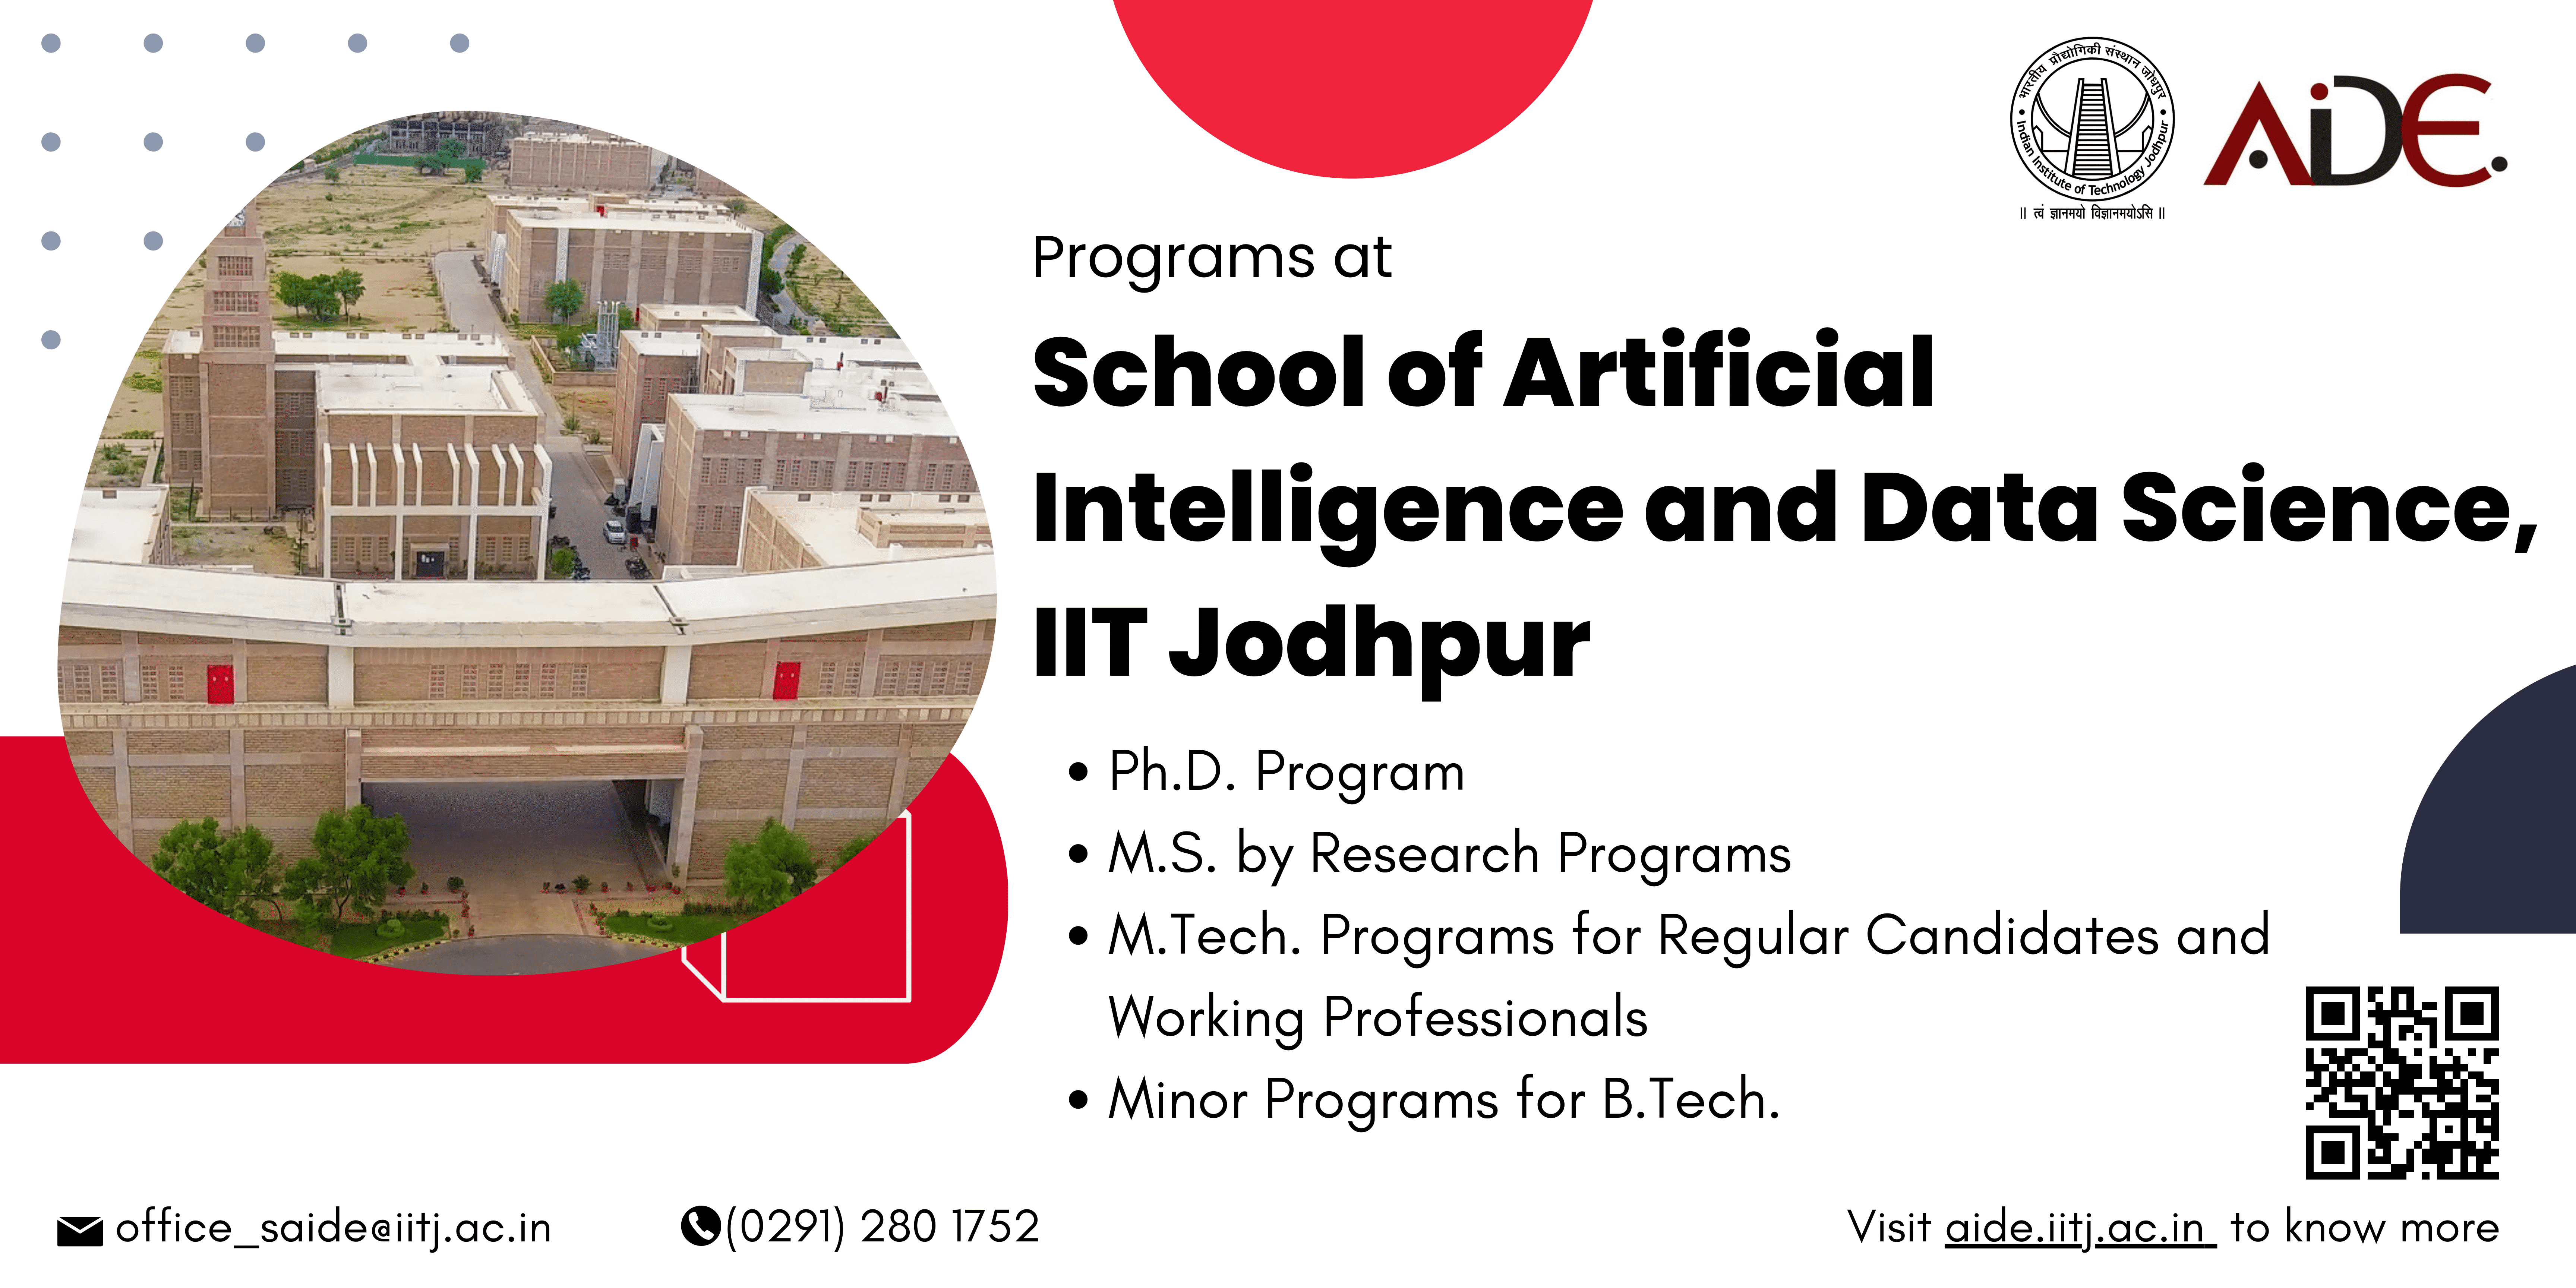 भारतीय प्रौद्योगिकी संस्थान जोधपुर
Indian Institute of Technology Jodhpur
॥ त्वं ज्ञानमयो विज्ञानमयोऽसि ॥
AiDE.
Programs at
School of Artificial
Intelligence and Data Science,
IIT Jodhpur
• Ph.D. Program
• M.S. by Research Programs
• M.Tech. Programs for Regular Candidates and
Working Professionals
• Minor Programs for B.Tech.
office_saide@iitj.ac.in
(0291) 280 1752
Visit aide.iitj.ac.in to know more